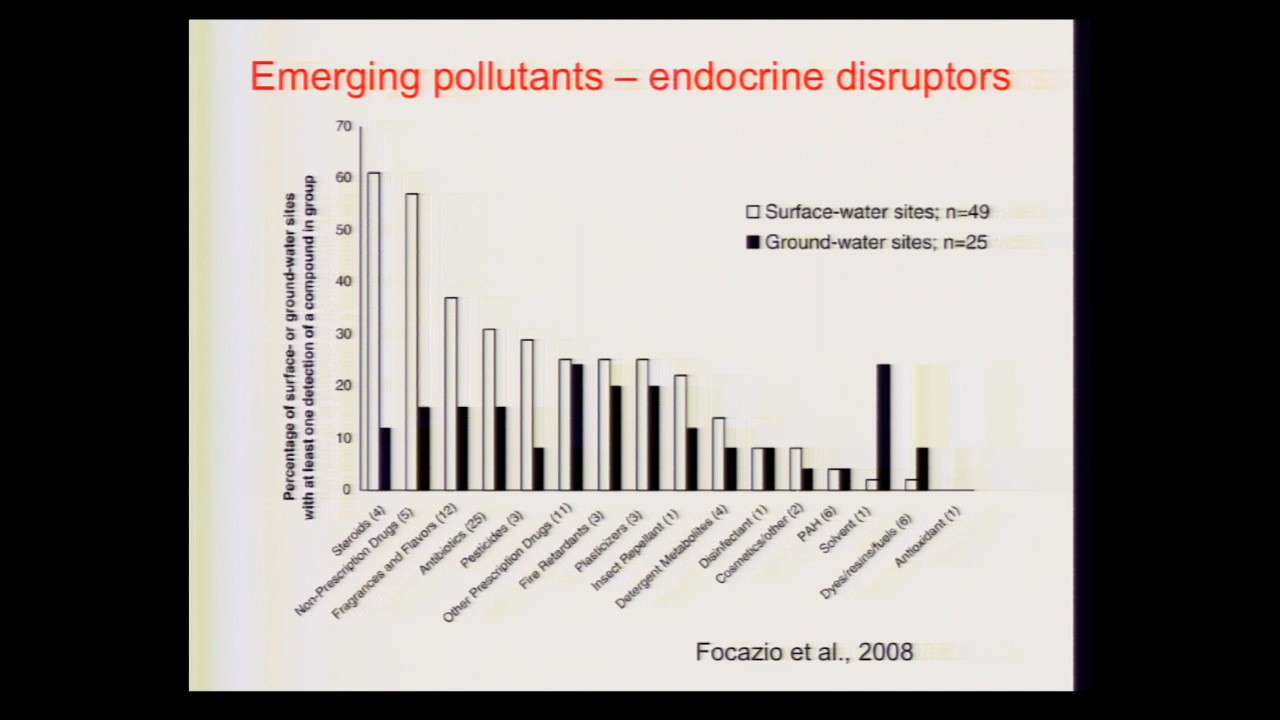 Emerging pollutants – endocrine disruptors
Percentage of surface- or ground-water sites
with at least one detection of a compound in group
70
60
50
40
30
20
10
0
Surface-water sites; n=49
Ground-water sites; n=25
Steroids (4)
Non-Prescription Drugs (5)
Fragrances and Flavors (12)
Antibiotics (25)
Pesticides (3)
Other Prescription Drugs (11)
Fire Retardants (3)
Plasticizers (3)
Insect Repellant (1)
Detergent Metabolites (4)
Disinfectant (1)
Cosmetics/other (2)
PAH (6)
Solvent (1)
Dyes/resins/fuels (6)
Antioxidant (1)
Focazio et al., 2008